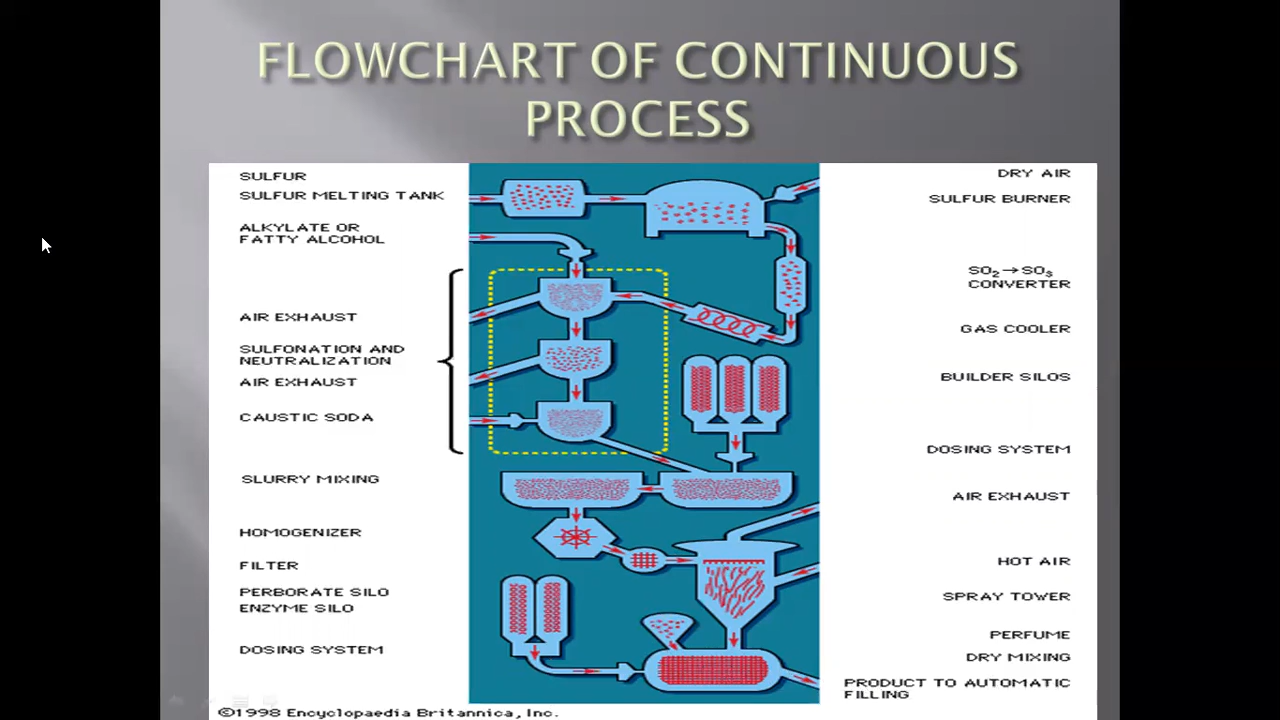 FLOWCHART OF CONTINUOUS
PROCESS
SULFUR
SULFUR MELTING TANK
ALKYLATE OR
FATTY ALCOHOL
AIR EXHAUST
SULFONATION AND
NEUTRALIZATION
AIR EXHAUST
CAUSTIC SODA
SLURRY MIXING
HOMOGENIZER
FILTER
PERBORATE SILO
ENZYME SILO
DOSING SYSTEM
DRY AIR
SULFUR BURNER
SO₂→SO₃
CONVERTER
GAS COOLER
BUILDER SILOS
DOSING SYSTEM
AIR EXHAUST
HOT AIR
SPRAY TOWER
PERFUME
DRY MIXING
PRODUCT TO AUTOMATIC
FILLING
©1998 Encyclopaedia Britannica, Inc.